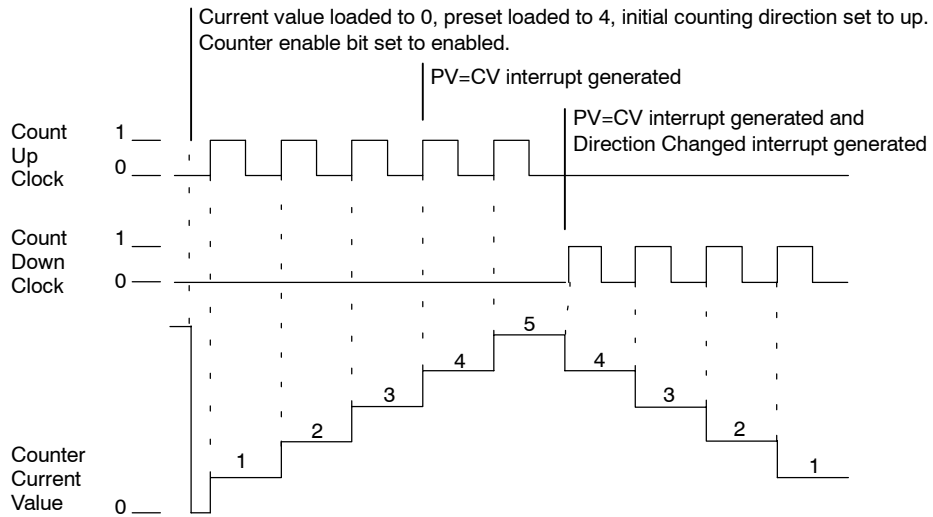 Current value loaded to 0, preset loaded to 4, initial counting direction set to up.
Counter enable bit set to enabled.
PV=CV interrupt generated
PV=CV interrupt generated and
Direction Changed interrupt generated
Count
Up
Clock
1
0
Count
Down
Clock
1
0
5
4
4
3
3
2
2
1
1
Counter
Current
Value
0